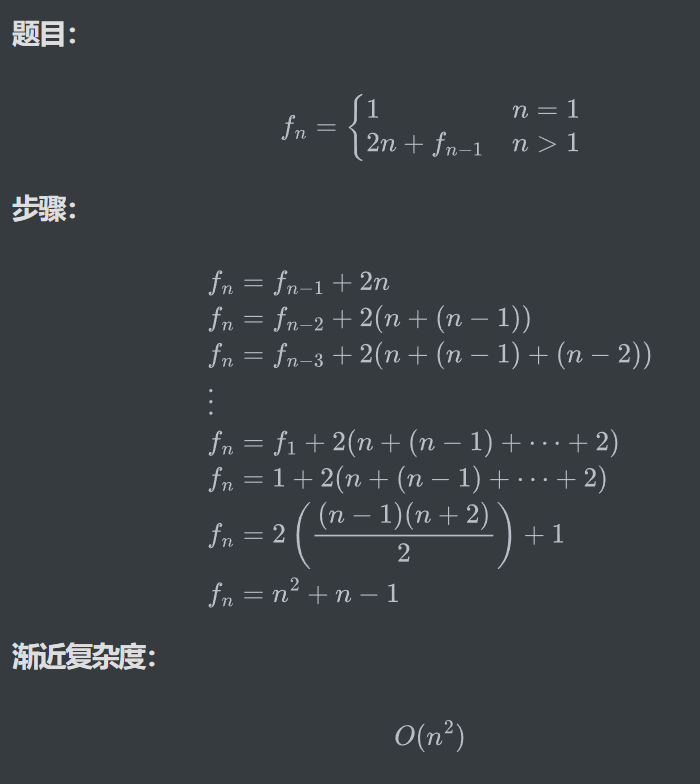 题目：
$f_n = \begin{cases} 1 & n = 1 \\ 2n + f_{n-1} & n > 1 \end{cases}$
步骤：
$f_n = f_{n-1} + 2n$
$f_n = f_{n-2} + 2(n + (n - 1))$
$f_n = f_{n-3} + 2(n + (n - 1) + (n - 2))$
$\vdots$
$f_n = f_1 + 2(n + (n - 1) + \cdots + 2)$
$f_n = 1 + 2(n + (n - 1) + \cdots + 2)$
$f_n = 2\left(\frac{(n - 1)(n + 2)}{2}\right) + 1$
$f_n = n^2 + n - 1$
渐近复杂度：
$O(n^2)$